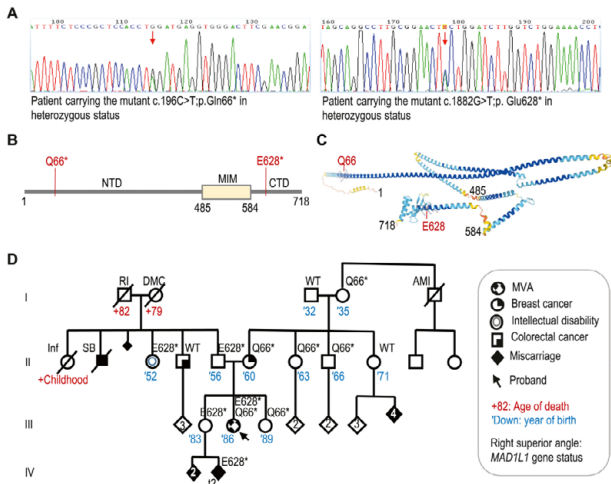 A
100 110 120 130 140
ATTTTCTCCCGCTCCACCTGGATGAGGTGGGACTTCGAACGGA
Patient carrying the mutant c.196C>T;p.Gln66* in
heterozygous status
160 170 180 190 200
Patient carrying the mutant c.1882G>T;p. Glu628* in
heterozygous status
B
Q66*
E628*
NTD
MIM
CTD
1
485
584
718
C
Q66
1
485
718
E628
584
D
I
RI
DMC
WT
Q66*
AMI
+82
+79
'32
'35
II
Inf
SB
E628*
WT
E628*
Q66*
Q66*
Q66*
WT
+Childhood
'52
'56
'60
'63
'66
'71
III
3
E628*
E628*
Q66*
Q66*
2
2
3
4
'83
'86
'89
IV
2
E628*
MVA
Breast cancer
Intellectual disability
Colorectal cancer
Miscarriage
Proband
+82: Age of death
'Down: year of birth
Right superior angle:
MAD1L1 gene status